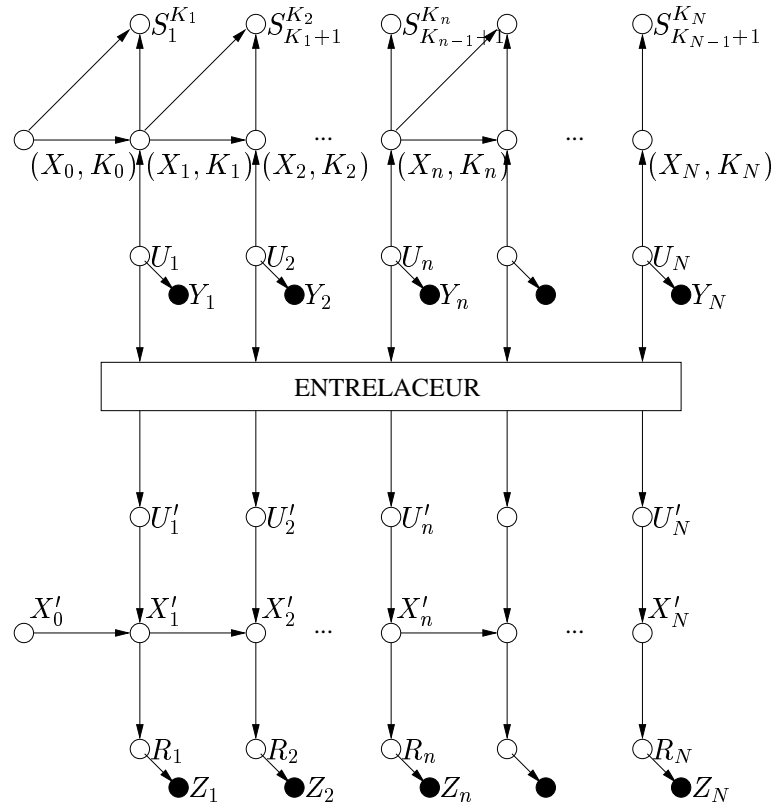 S_1^{K_1} S_{K_1+1}^{K_2} S_{K_{n-1}+1}^{K_n} S_{K_{N-1}+1}^{K_N}
... ...
(X_0, K_0) (X_1, K_1) (X_2, K_2) (X_n, K_n) (X_N, K_N)
U_1 U_2 U_n U_N
Y_1 Y_2 Y_n Y_N
ENTRELACEUR
U'_1 U'_2 U'_n U'_N
X'_0 X'_1 X'_2 X'_n X'_N
... ...
R_1 R_2 R_n R_N
Z_1 Z_2 Z_n Z_N